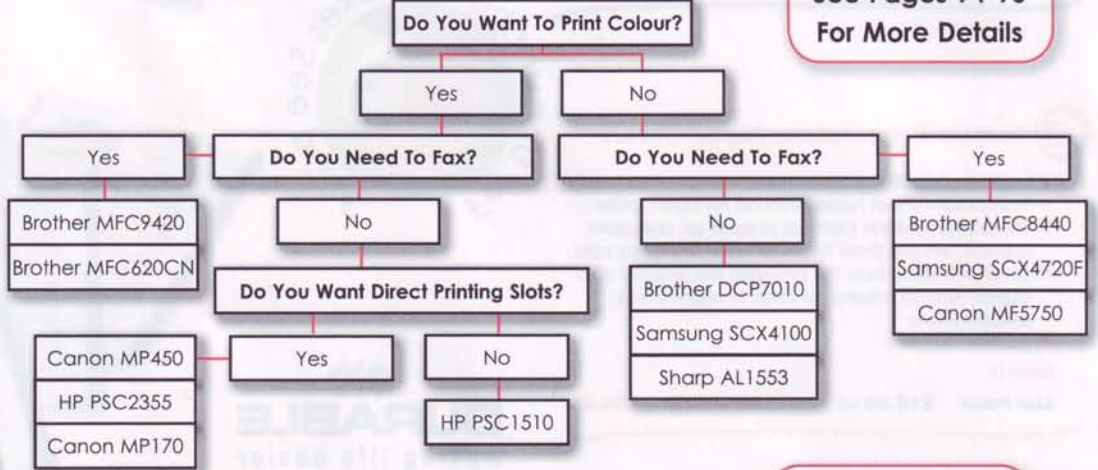 Do You Want To Print Colour?
For More Details
Yes
No
Yes
Do You Need To Fax?
Do You Need To Fax?
Yes
Brother MFC9420
Brother MFC620CN
No
No
Brother MFC8440
Samsung SCX4720F
Canon MF5750
Do You Want Direct Printing Slots?
Brother DCP7010
Samsung SCX4100
Sharp AL1553
Canon MP450
HP PSC2355
Canon MP170
Yes
No
HP PSC1510